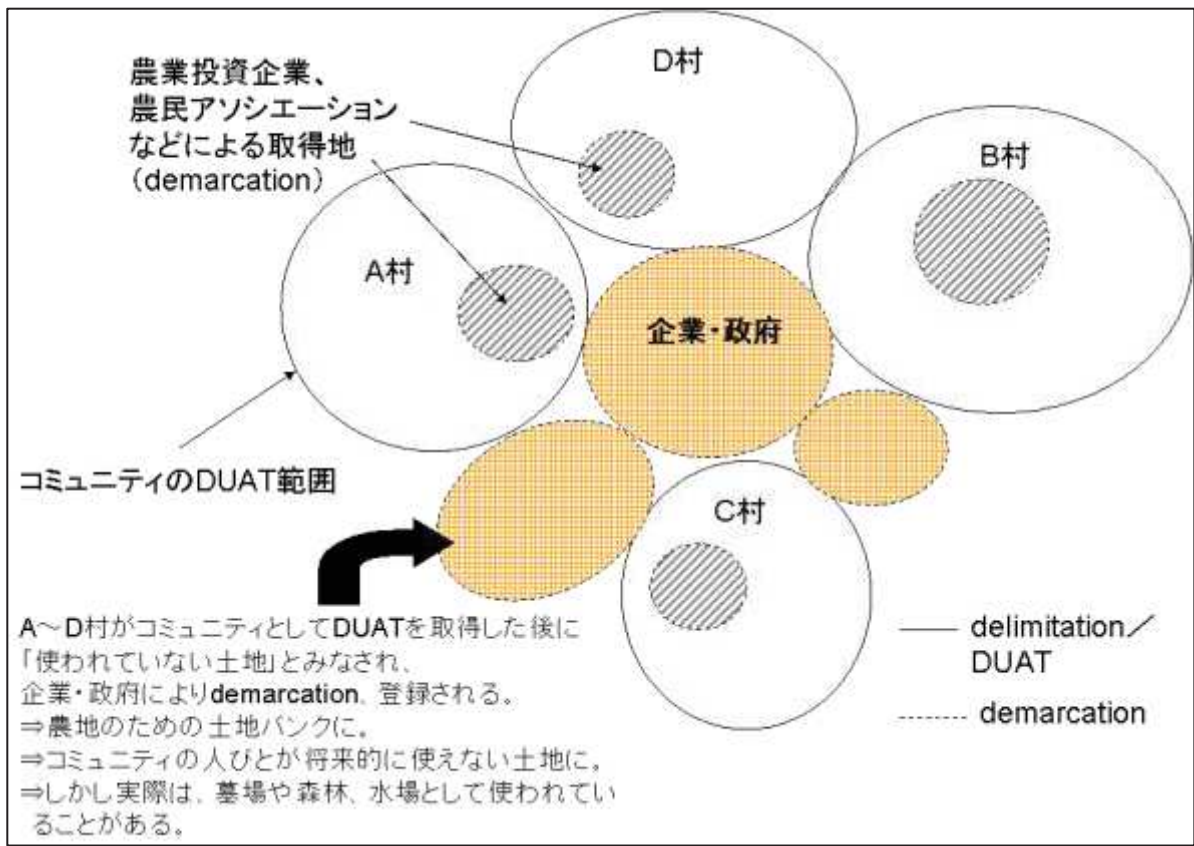 農業投資企業、
農民アソシエーション
などによる取得地
（demarcation）
D村
B村
A村
企業・政府
コミュニティのDUAT範囲
C村
A～D村がコミュニティとしてDUATを取得した後に
「使われていない土地」とみなされ、
企業・政府によりdemarcation、登録される。
⇒農地のための土地バンクに。
⇒コミュニティの人びとが将来的に使えない土地に。
⇒しかし実際は、墓場や森林、水場として使われてい
ることがある。
delimitation／
DUAT
demarcation